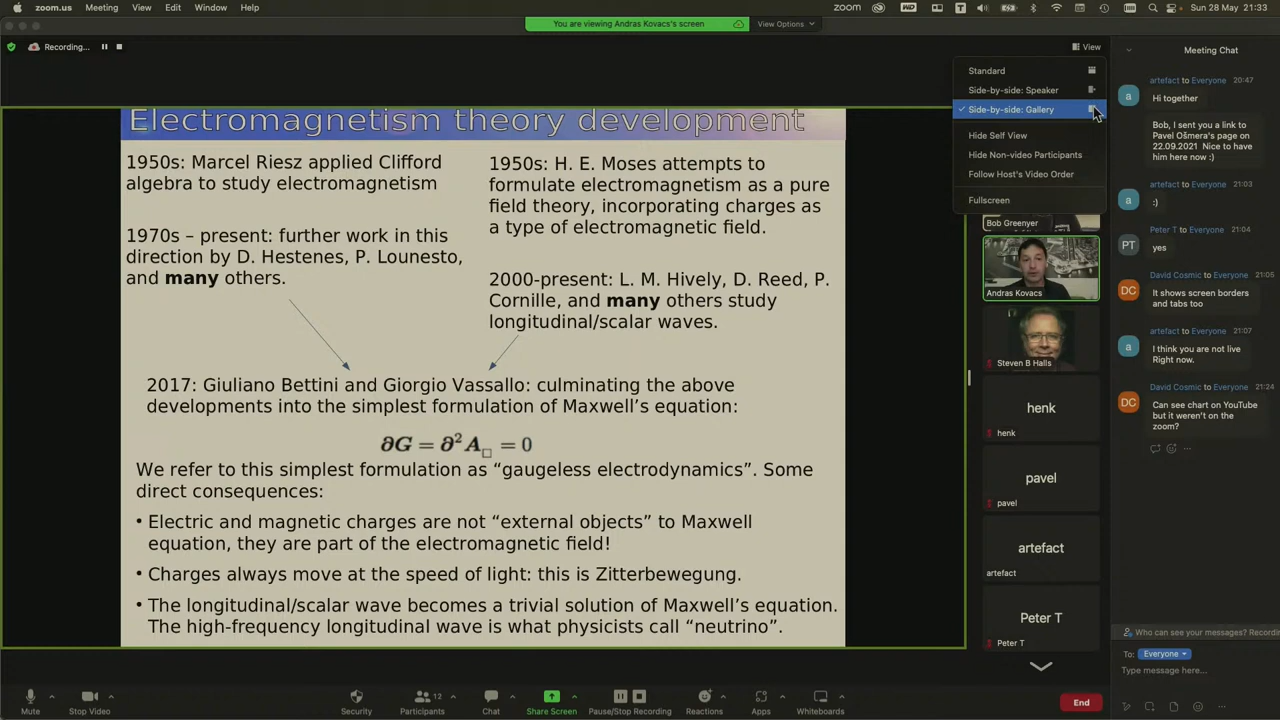 zoom.us Meeting View Edit Window Help
zoom
Sun 28 May 21:33
You are viewing Andras Kovacs's screen
View Options
Recording...
View
Standard
Side-by-side: Speaker
✓ Side-by-side: Gallery
Hide Self View
Hide Non-video Participants
Follow Host's Video Order
Fullscreen
Electromagnetism theory development
1950s: Marcel Riesz applied Clifford
algebra to study electromagnetism
1970s – present: further work in this
direction by D. Hestenes, P. Lounesto,
and many others.
1950s: H. E. Moses attempts to
formulate electromagnetism as a pure
field theory, incorporating charges as
a type of electromagnetic field.
2000-present: L. M. Hively, D. Reed, P.
Cornille, and many others study
longitudinal/scalar waves.
2017: Giuliano Bettini and Giorgio Vassallo: culminating the above
developments into the simplest formulation of Maxwell's equation:
∂G = ∂²A□ = 0
We refer to this simplest formulation as “gaugeless electrodynamics”. Some
direct consequences:
• Electric and magnetic charges are not “external objects” to Maxwell
equation, they are part of the electromagnetic field!
• Charges always move at the speed of light: this is Zitterbewegung.
• The longitudinal/scalar wave becomes a trivial solution of Maxwell's equation.
The high-frequency longitudinal wave is what physicists call “neutrino”.
Bob Greenyer
Andras Kovacs
Steven B Halls
henk
henk
pavel
pavel
artefact
artefact
Peter T
Peter T
Meeting Chat
artefact to Everyone 20:47
a
Hi together
Bob, I sent you a link to
Pavel Ošmera's page on
22.09.2021 Nice to have
him here now :)
artefact to Everyone 21:03
a
:)
Peter T to Everyone 21:04
PT
yes
David Cosmic to Everyone 21:05
DC
It shows screen borders
and tabs too
artefact to Everyone 21:07
a
I think you are not live
Right now.
David Cosmic to Everyone 21:24
DC
Can see chart on YouTube
but it weren't on the
zoom?
Who can see your messages? Recordin
To: Everyone
Type message here...
Mute
Stop Video
Security
12
Participants
Chat
Share Screen
Pause/Stop Recording
Reactions
Apps
Whiteboards
End